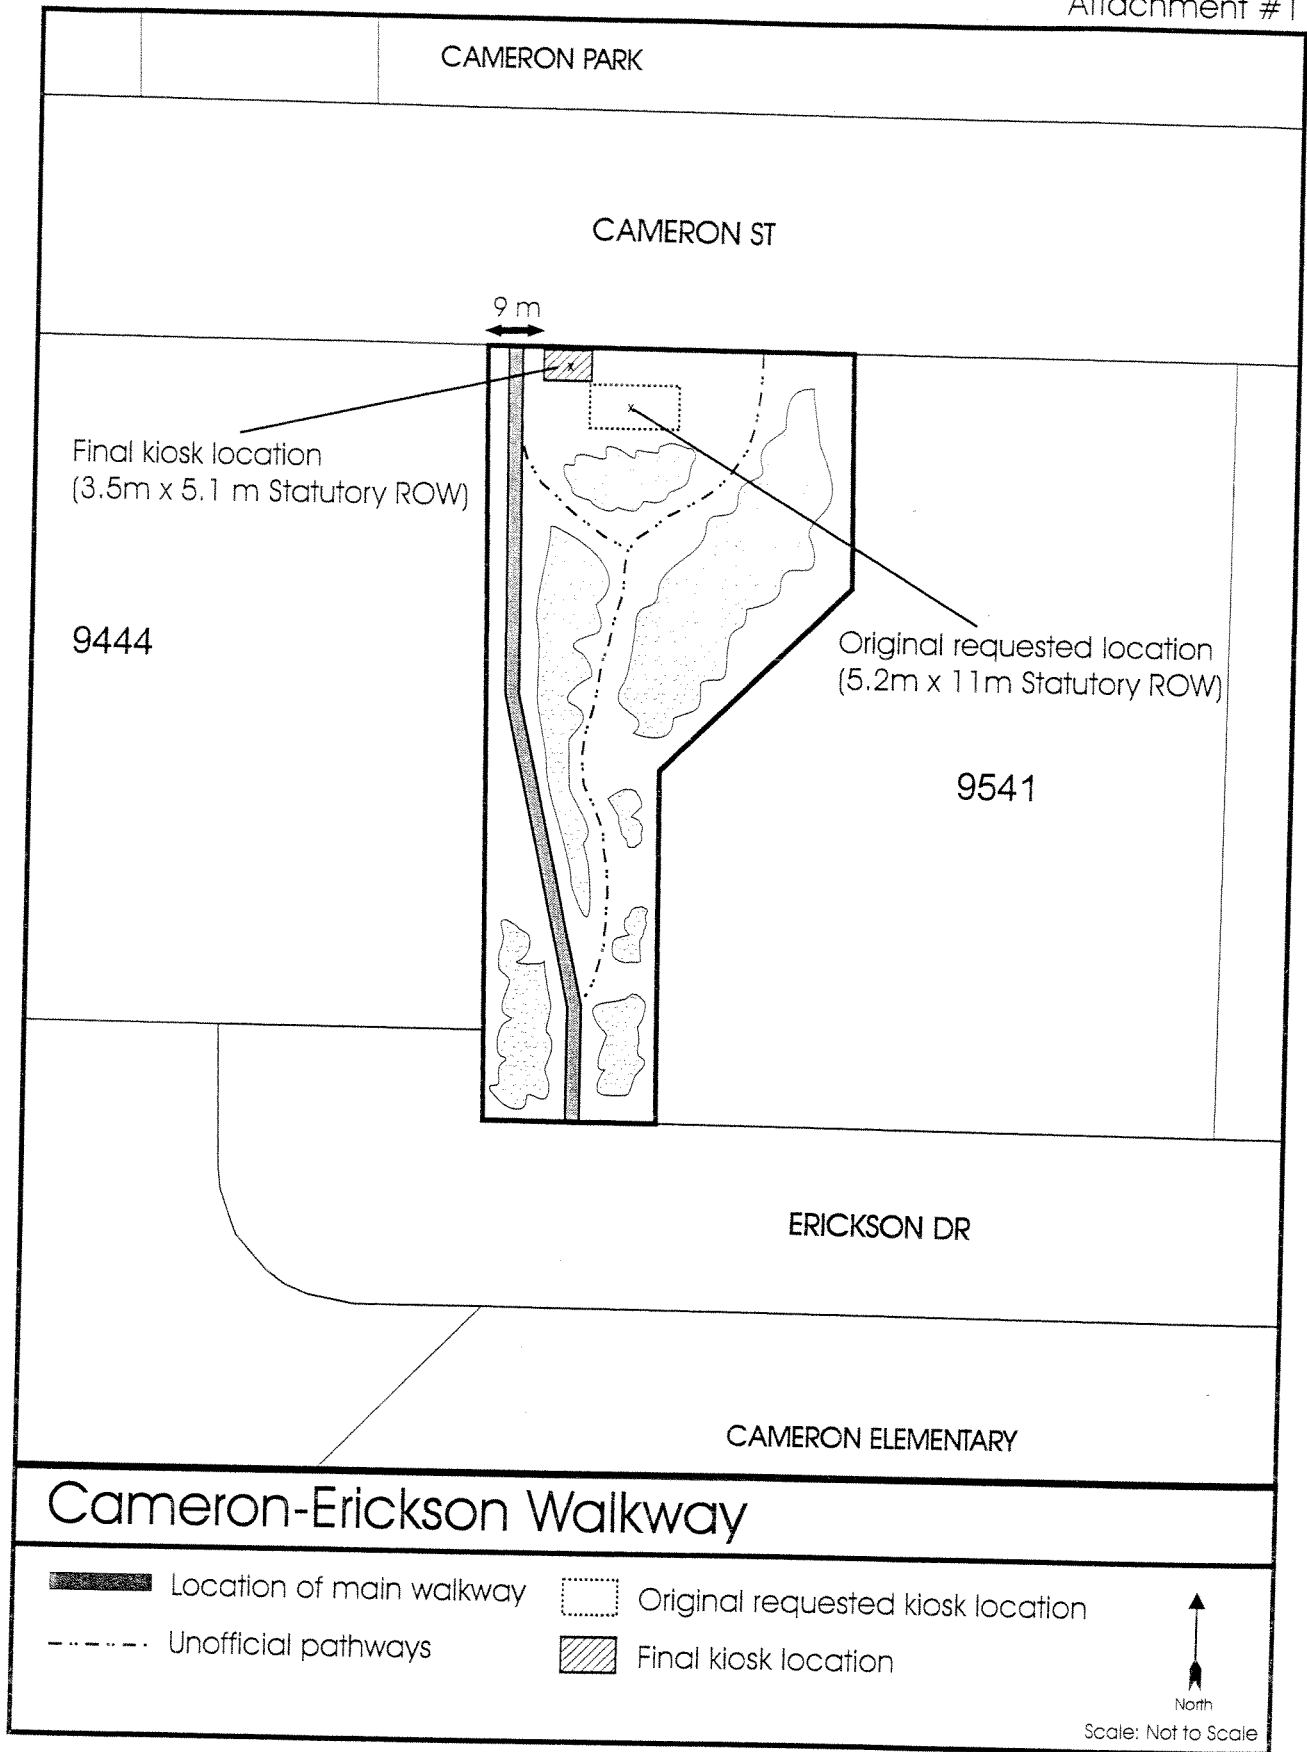 Attachment #1
CAMERON PARK
CAMERON ST
9 m
Final kiosk location
(3.5m x 5.1 m Statutory ROW)
x
x
9444
Original requested location
(5.2m x 11m Statutory ROW)
9541
ERICKSON DR
CAMERON ELEMENTARY
Cameron-Erickson Walkway
Location of main walkway
Original requested kiosk location
Unofficial pathways
Final kiosk location
North
Scale: Not to Scale